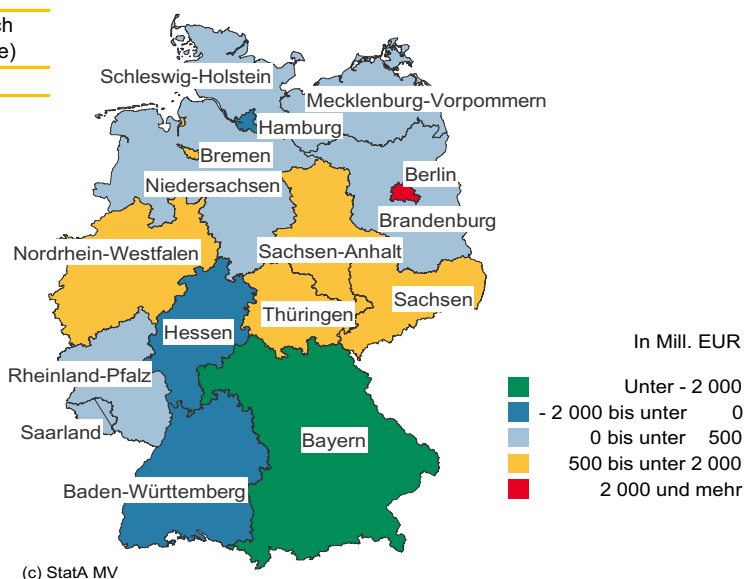 ch
e)
Schleswig-Holstein
Mecklenburg-Vorpommern
Hamburg
Bremen
Berlin
Niedersachsen
Brandenburg
Nordrhein-Westfalen
Sachsen-Anhalt
Sachsen
Thüringen
Hessen
In Mill. EUR
Rheinland-Pfalz
Unter - 2 000
- 2 000 bis unter 0
Saarland
0 bis unter 500
Bayern
500 bis unter 2 000
Baden-Württemberg
2 000 und mehr
(c) StatA MV